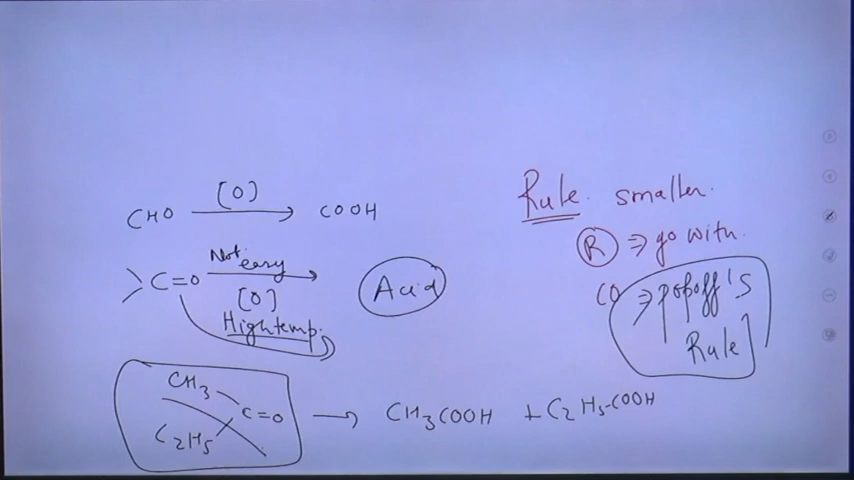 CHO [O] → COOH
>C=O Not easy [O] → Acid
High temp.
CH3
C=O → CH3COOH + C2H5-COOH
C2H5
Rule. smaller.
R ⇒ go with.
CO ⇒ popoff's
Rule